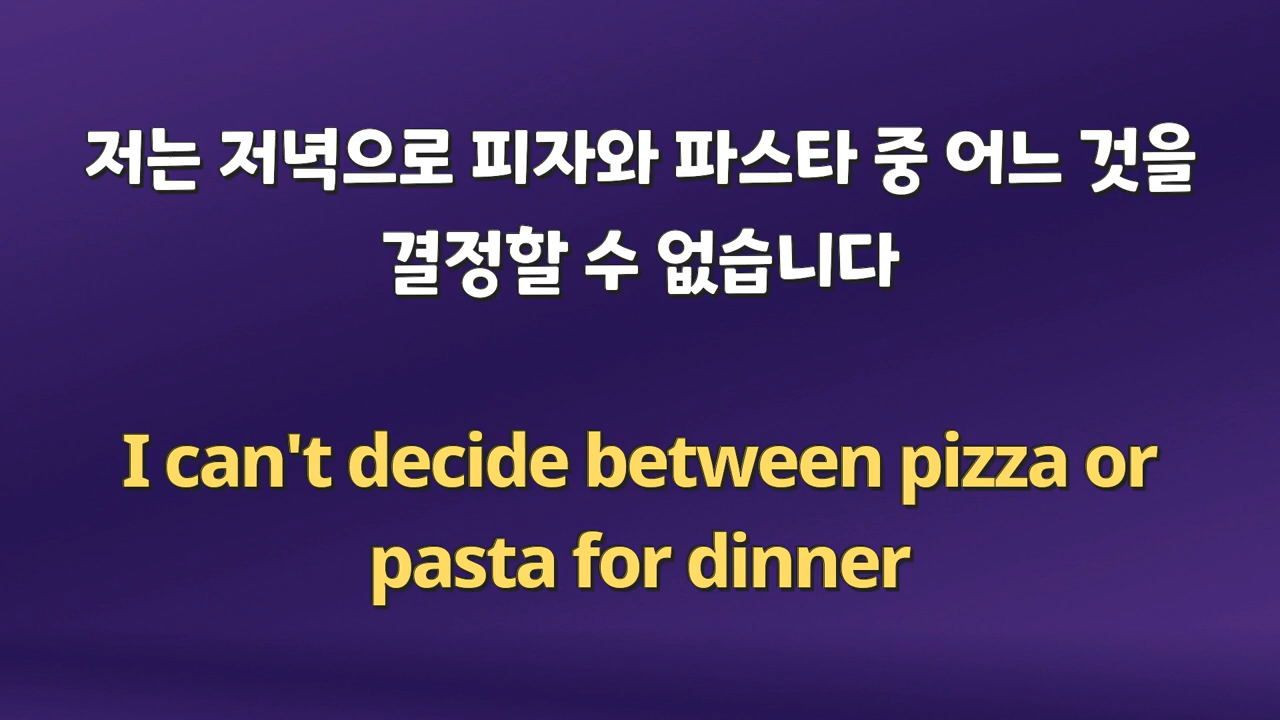 저는 저녁으로 피자와 파스타 중 어느 것을
결정할 수 없습니다
I can't decide between pizza or
pasta for dinner